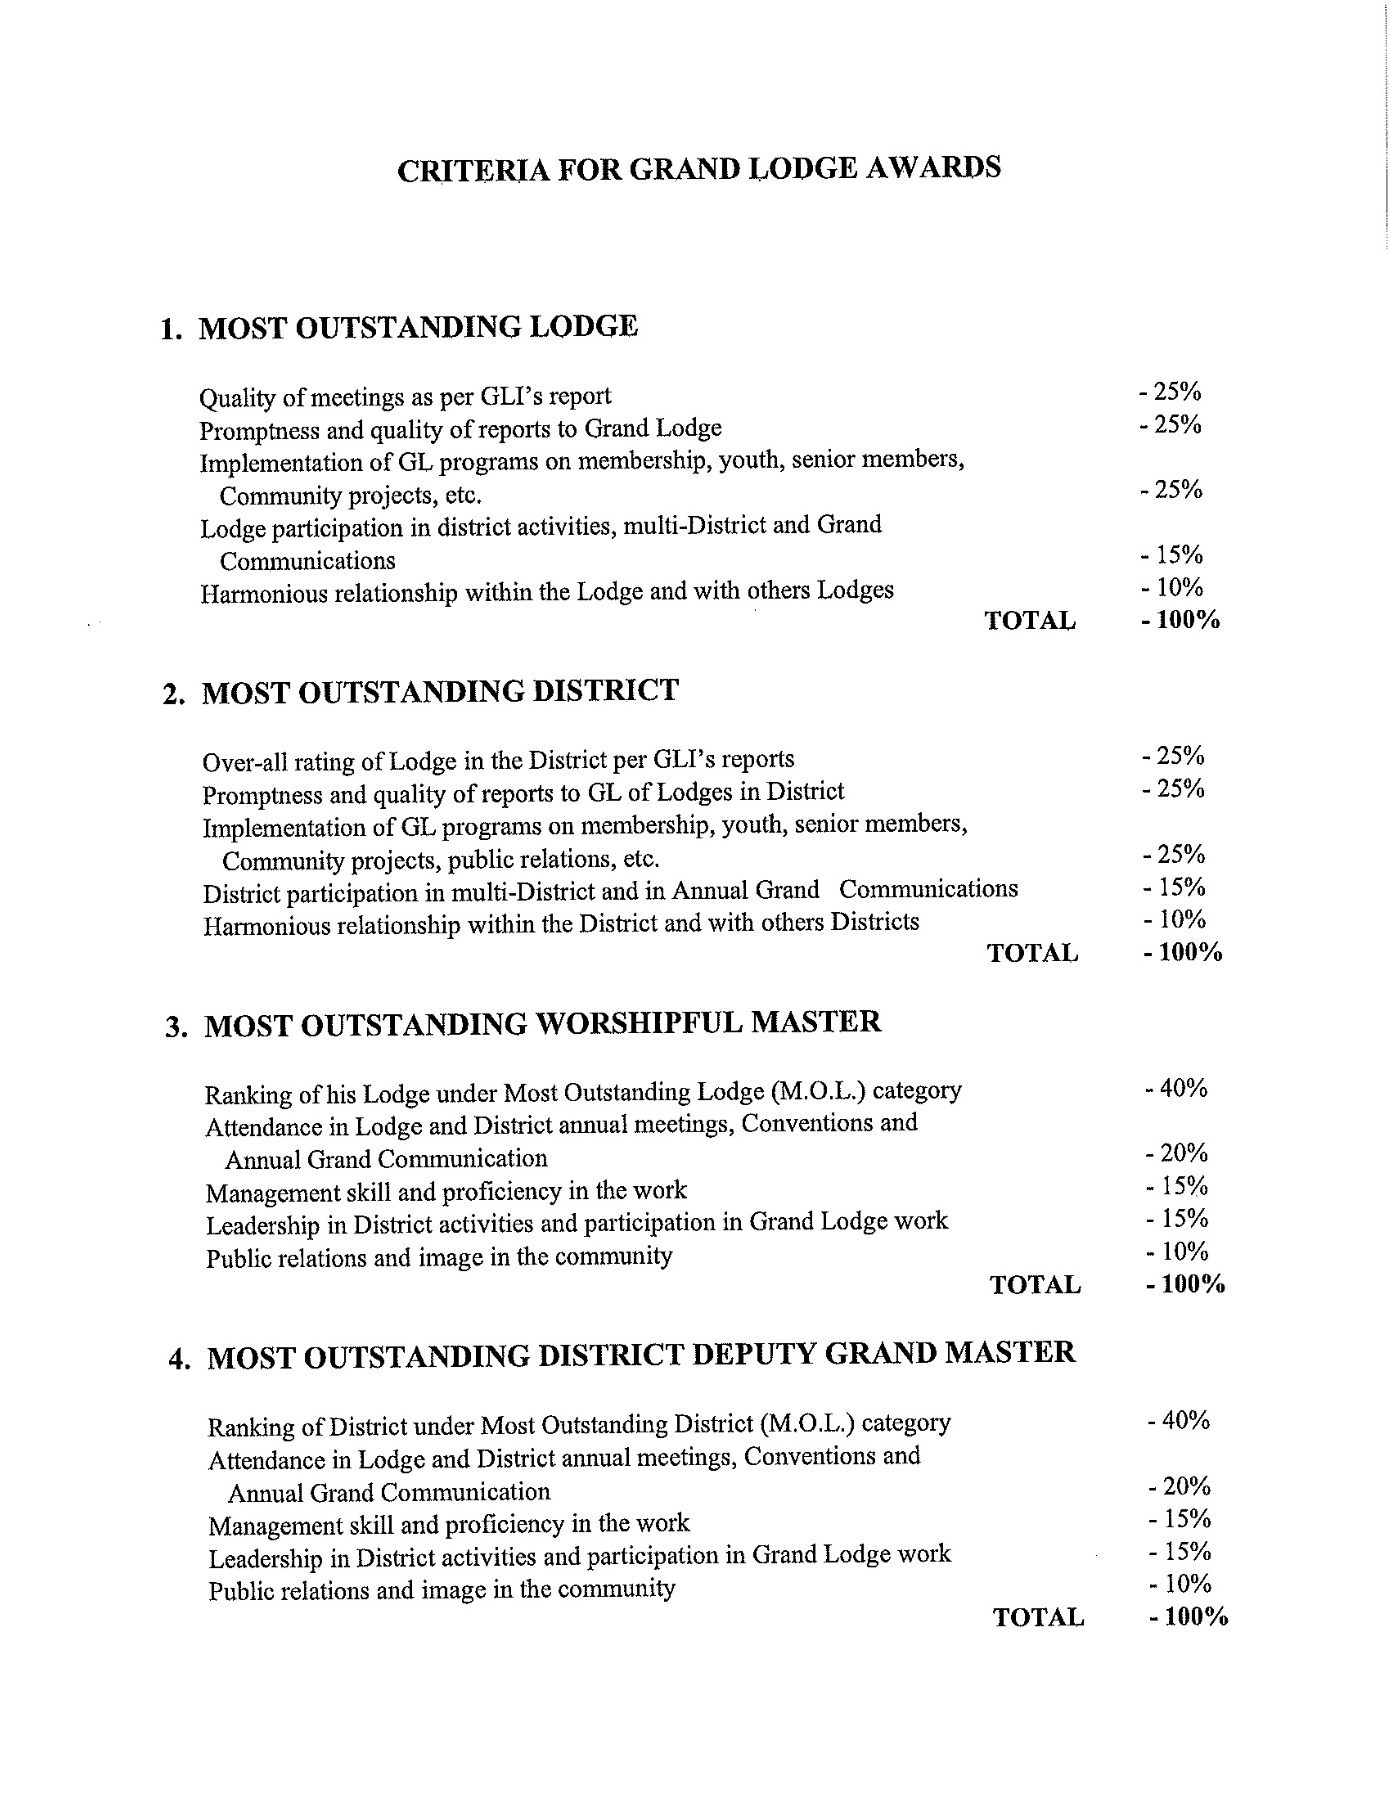 CRITERIA FOR GRAND LODGE AWARDS
1. MOST OUTSTANDING LODGE
Quality of meetings as per GLI's report - 25%
Promptness and quality of reports to Grand Lodge - 25%
Implementation of GL programs on membership, youth, senior members,
Community projects, etc. - 25%
Lodge participation in district activities, multi-District and Grand
Communications - 15%
Harmonious relationship within the Lodge and with others Lodges - 10%
TOTAL - 100%
2. MOST OUTSTANDING DISTRICT
Over-all rating of Lodge in the District per GLI's reports - 25%
Promptness and quality of reports to GL of Lodges in District - 25%
Implementation of GL programs on membership, youth, senior members,
Community projects, public relations, etc. - 25%
District participation in multi-District and in Annual Grand Communications - 15%
Harmonious relationship within the District and with others Districts - 10%
TOTAL - 100%
3. MOST OUTSTANDING WORSHIPFUL MASTER
Ranking of his Lodge under Most Outstanding Lodge (M.O.L.) category - 40%
Attendance in Lodge and District annual meetings, Conventions and
Annual Grand Communication - 20%
Management skill and proficiency in the work - 15%
Leadership in District activities and participation in Grand Lodge work - 15%
Public relations and image in the community - 10%
TOTAL - 100%
4. MOST OUTSTANDING DISTRICT DEPUTY GRAND MASTER
Ranking of District under Most Outstanding District (M.O.L.) category - 40%
Attendance in Lodge and District annual meetings, Conventions and
Annual Grand Communication - 20%
Management skill and proficiency in the work - 15%
Leadership in District activities and participation in Grand Lodge work - 15%
Public relations and image in the community - 10%
TOTAL - 100%